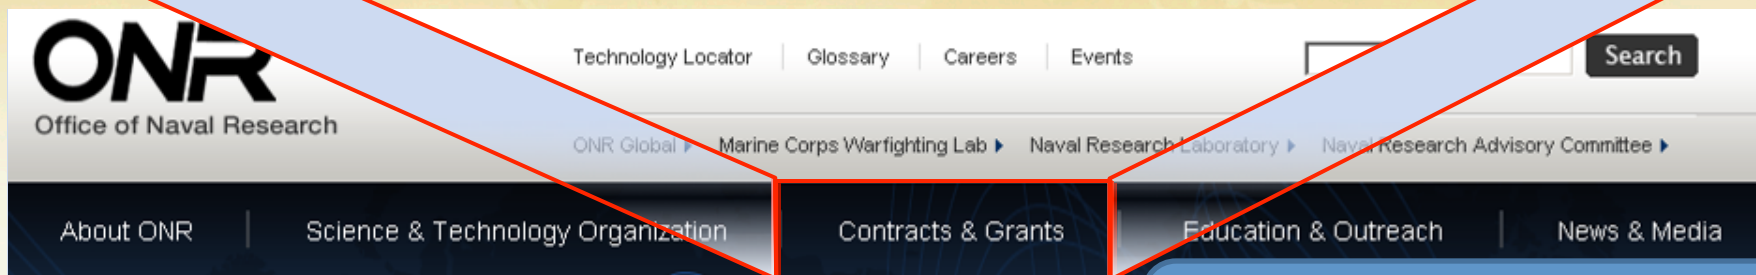 ONR
Office of Naval Research
Technology Locator Glossary Careers Events
Search
ONR Global Marine Corps Warfighting Lab Naval Research Laboratory Naval Research Advisory Committee
About ONR Science & Technology Organization Contracts & Grants Education & Outreach News & Media